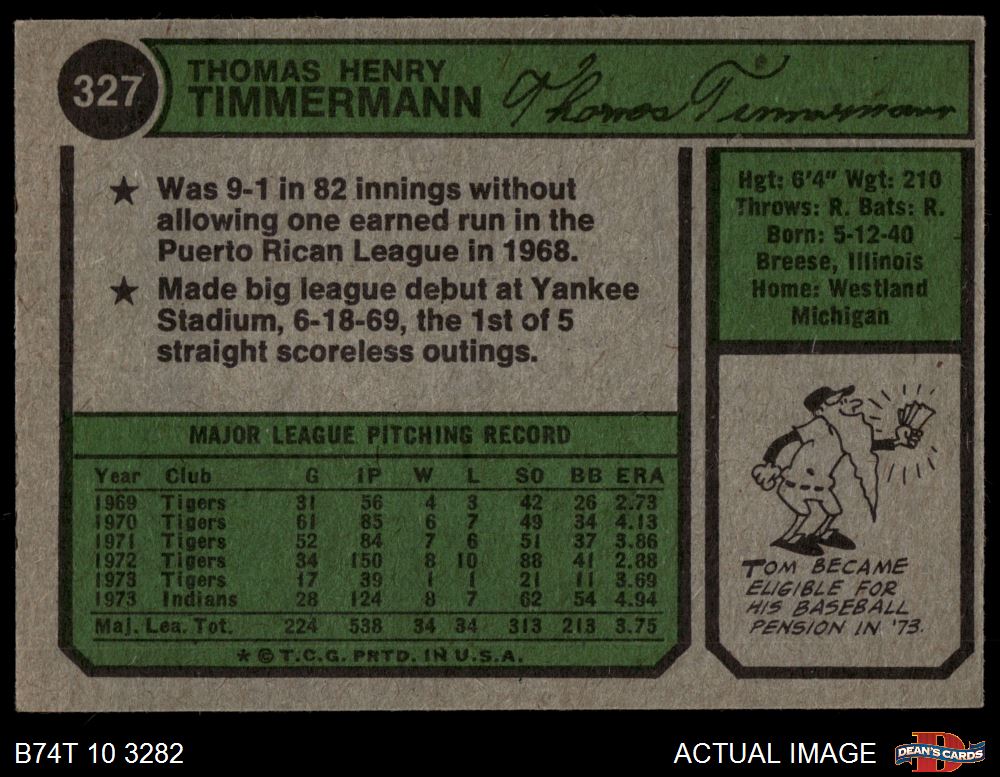 327
THOMAS HENRY
TIMMERMANN
Thomas Timmermann
★ Was 9-1 in 82 innings without
allowing one earned run in the
Puerto Rican League in 1968.
★ Made big league debut at Yankee
Stadium, 6-18-69, the 1st of 5
straight scoreless outings.
Hgt: 6'4" Wgt: 210
Throws: R. Bats: R.
Born: 5-12-40
Breese, Illinois
Home: Westland
Michigan
MAJOR LEAGUE PITCHING RECORD
Year Club G IP W L SO BB ERA
1969 Tigers 31 56 4 3 42 26 2.73
1970 Tigers 61 85 6 7 49 34 4.13
1971 Tigers 52 84 7 6 51 37 3.86
1972 Tigers 34 150 8 10 88 41 2.88
1973 Tigers 17 39 1 1 21 11 3.69
1973 Indians 28 124 8 7 62 54 4.94
Maj. Lea. Tot. 224 538 34 34 313 213 3.75
★ © T.C.G. PRTD. IN U.S.A.
TOM BECAME
ELIGIBLE FOR
HIS BASEBALL
PENSION IN '73.
B74T 10 3282
ACTUAL IMAGE
D
DEAN'S CARDS